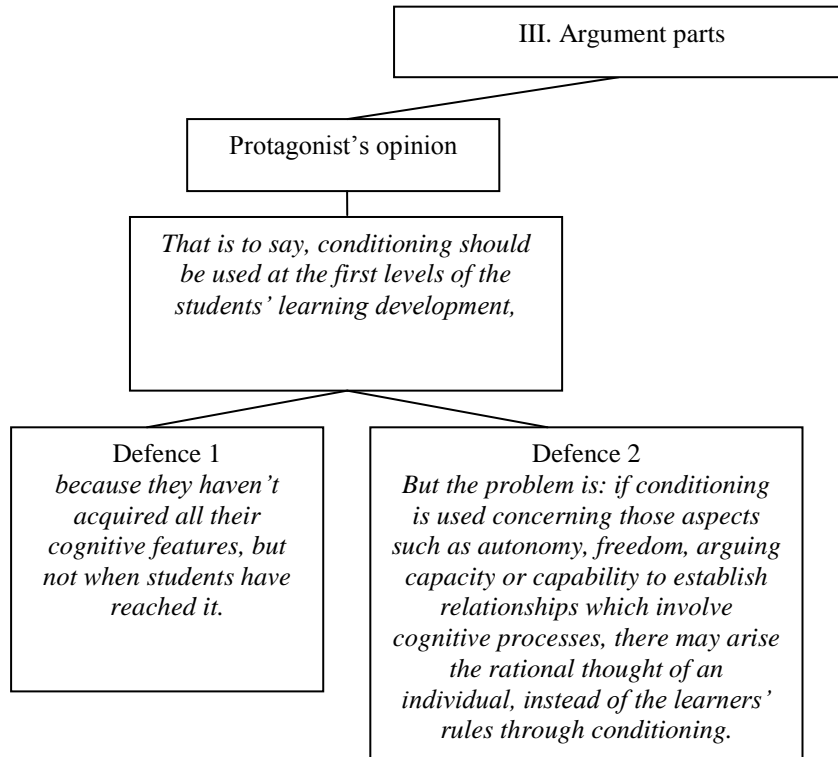 III. Argument parts
Protagonist’s opinion
That is to say, conditioning should
be used at the first levels of the
students’ learning development,
Defence 1
because they haven’t
acquired all their
cognitive features, but
not when students have
reached it.
Defence 2
But the problem is: if conditioning
is used concerning those aspects
such as autonomy, freedom, arguing
capacity or capability to establish
relationships which involve
cognitive processes, there may arise
the rational thought of an
individual, instead of the learners’
rules through conditioning.